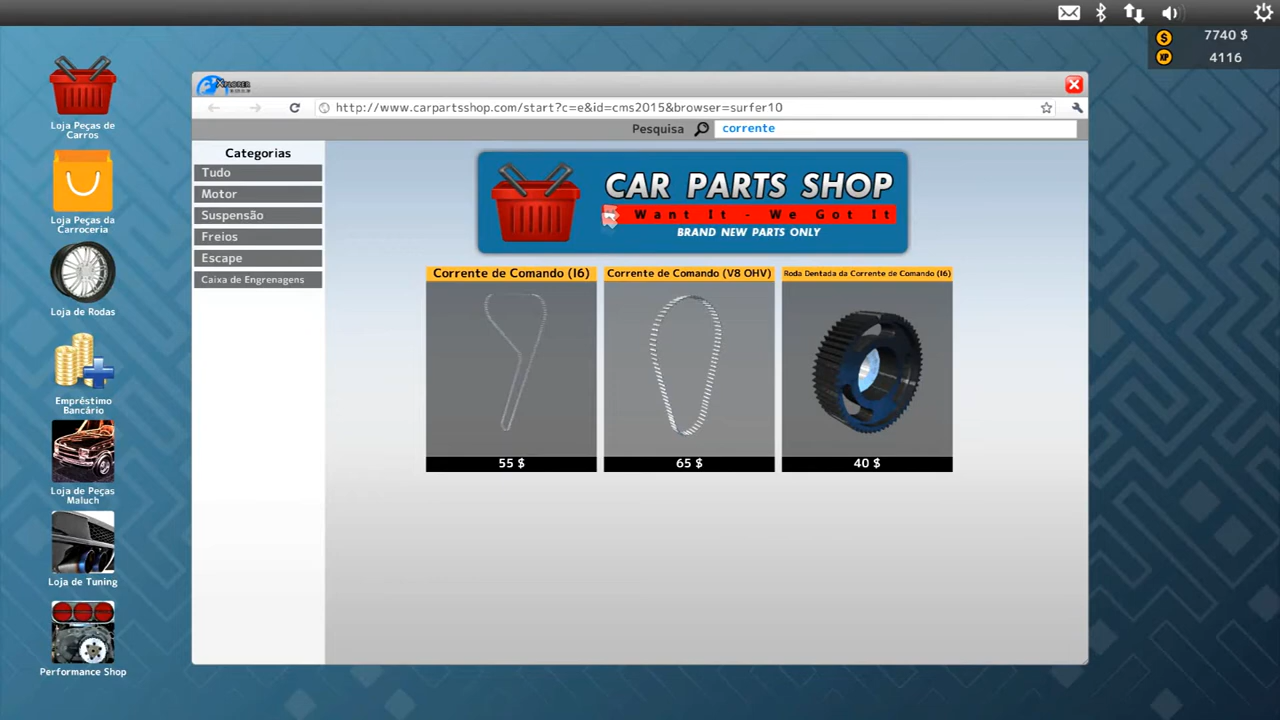 7740 $
4116
Loja Peças de
Carros
Loja Peças da
Carroceria
Loja de Rodas
Empréstimo
Bancário
Loja de Peças
Maluch
Loja de Tuning
Performance Shop
XPLORER
http://www.carpartsshop.com/start?c=e&id=cms2015&browser=surfer10
Pesquisa
corrente
Categorias
Tudo
Motor
Suspensão
Freios
Escape
Caixa de Engrenagens
CAR PARTS SHOP
Want It - We Got It
BRAND NEW PARTS ONLY
Corrente de Comando (I6)
Corrente de Comando (V8 OHV)
Roda Dentada da Corrente de Comando (I6)
55 $
65 $
40 $